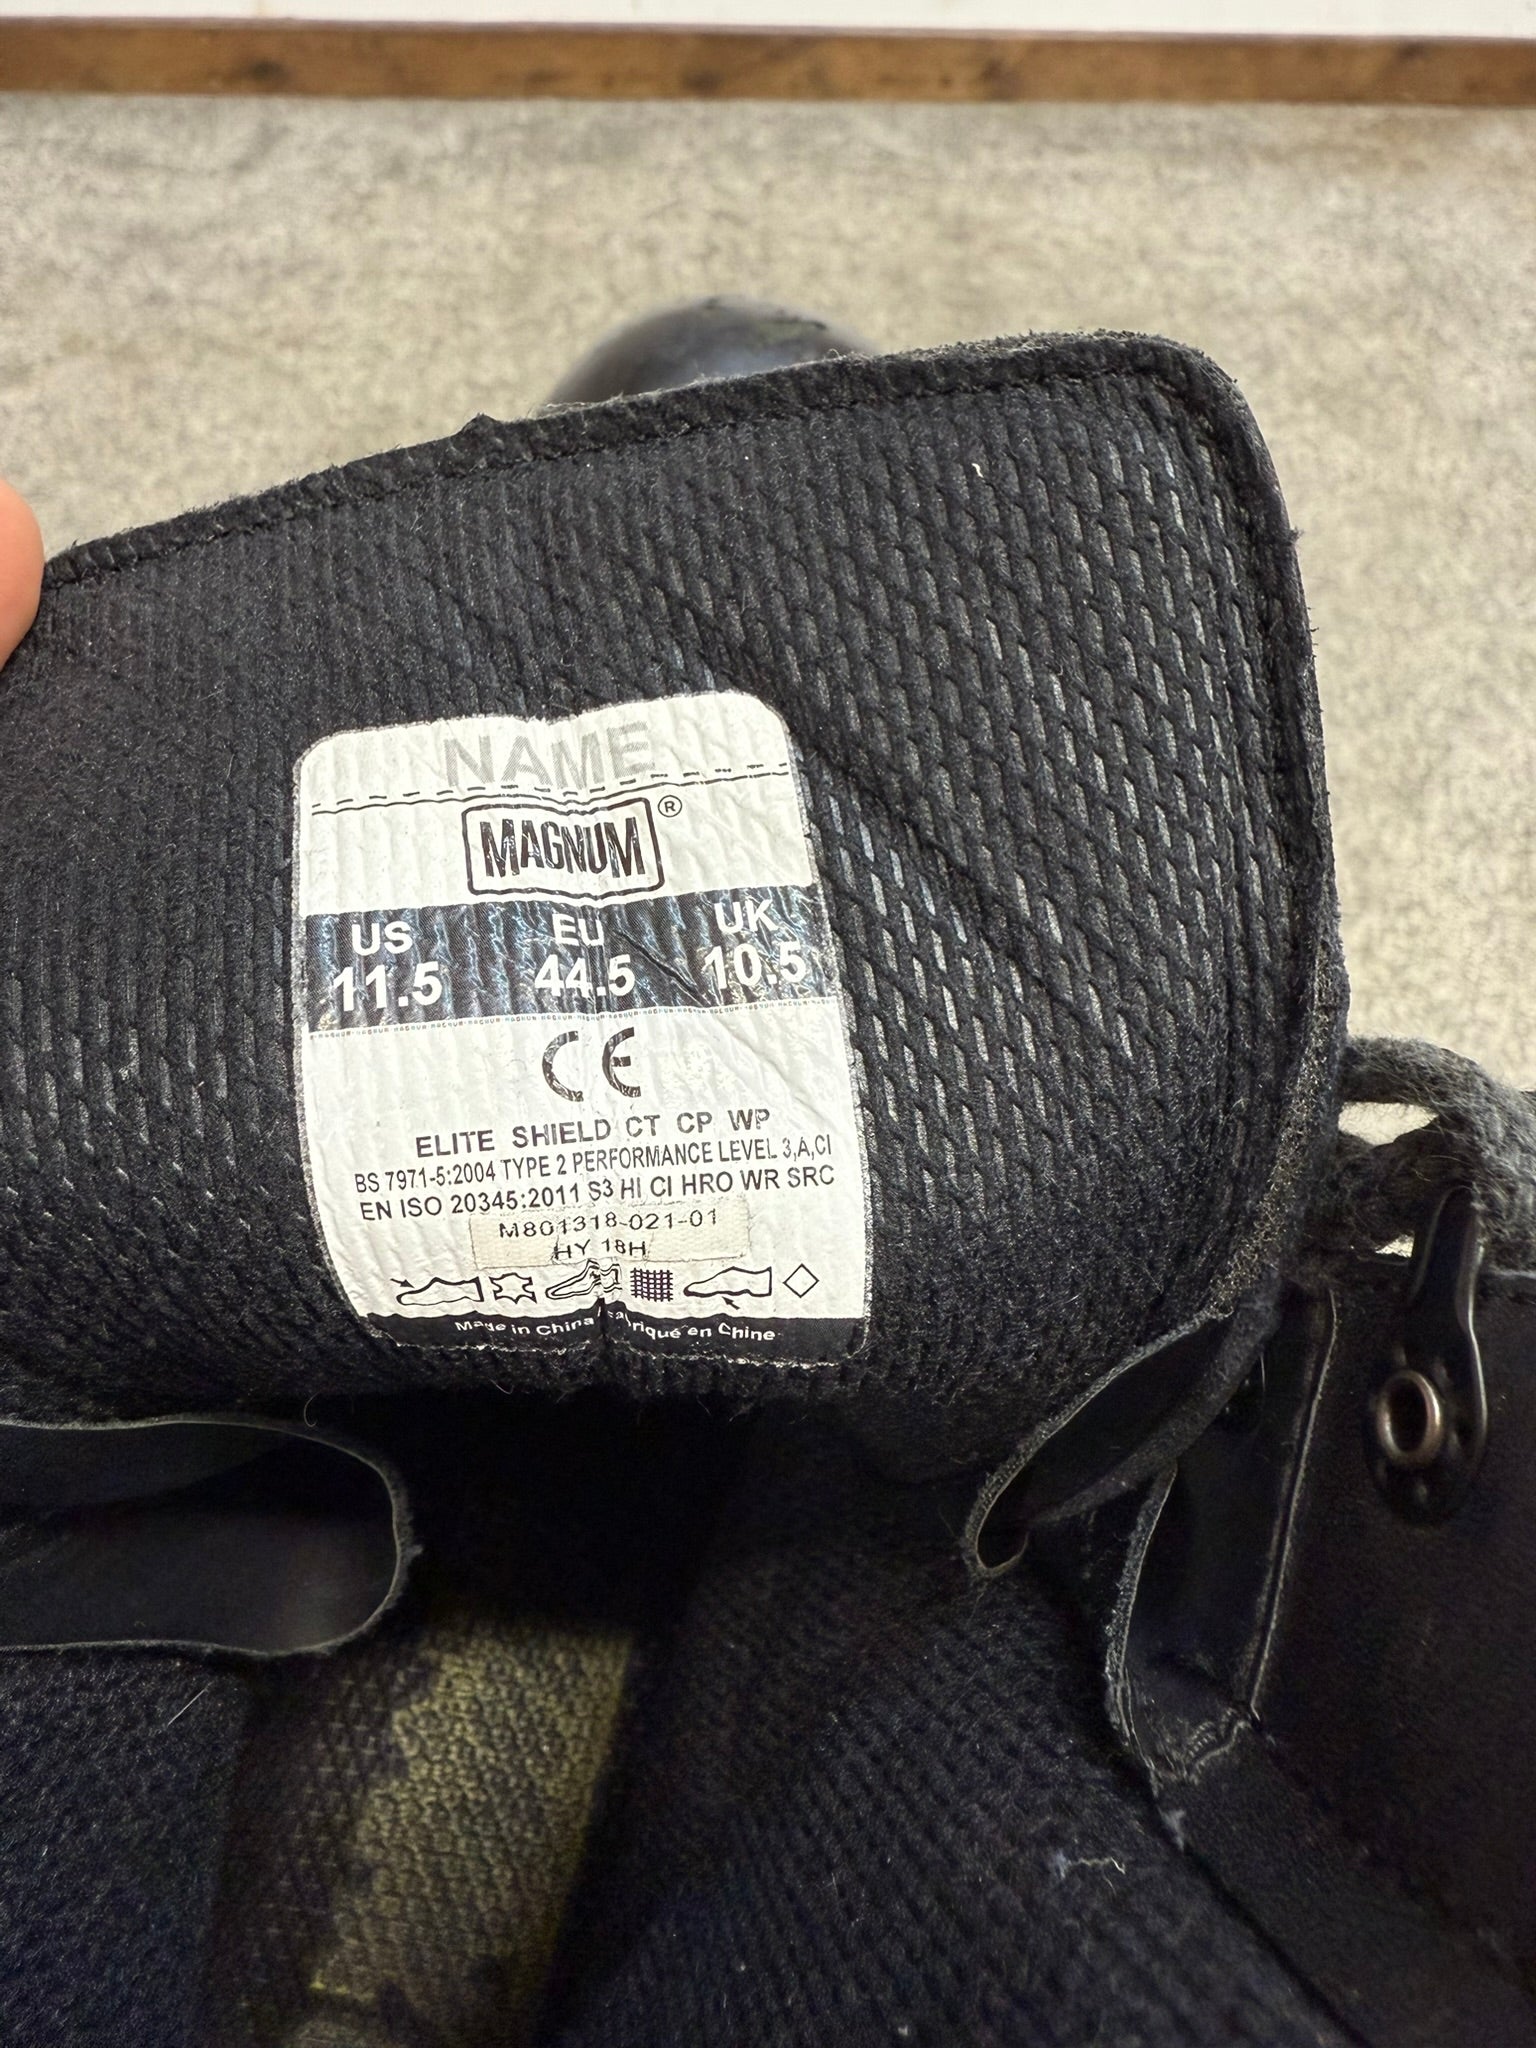 NAME
MAGNUM®
US EU UK
11.5 44.5 10.5
CE
ELITE SHIELD CT CP WP
BS 7971-5:2004 TYPE 2 PERFORMANCE LEVEL 3,A,CI
EN ISO 20345:2011 S3 HI CI HRO WR SRC
M801318-021-01
HY 18H
Made in China en Chine